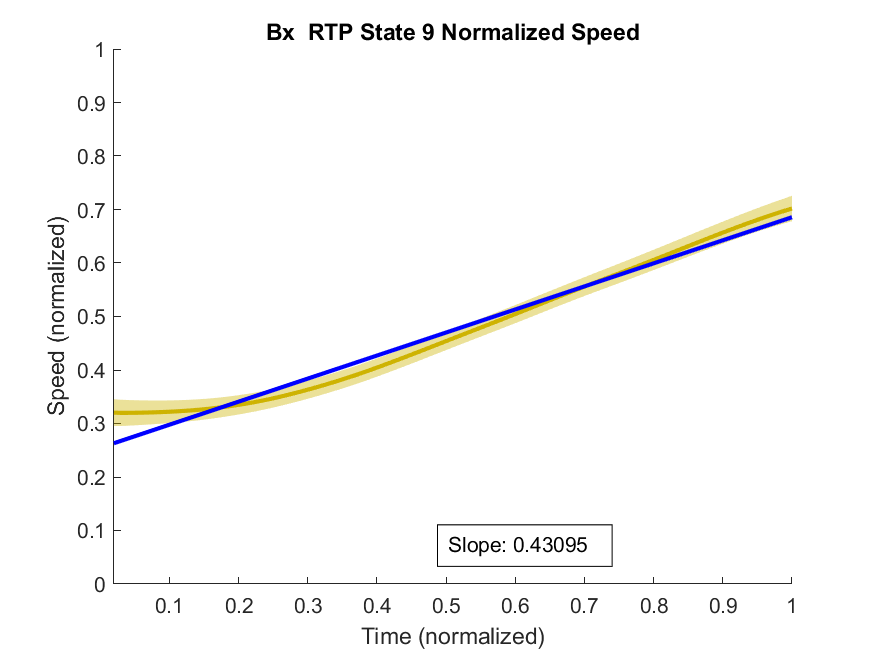 Bx  RTP State 9 Normalized Speed
1
0.9
0.8
0.7
0.6
0.5
0.4
0.3
0.2
0.1
0
Speed (normalized)
Slope: 0.43095
0.1 0.2 0.3 0.4 0.5 0.6 0.7 0.8 0.9 1
Time (normalized)